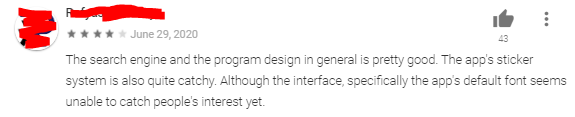 June 29, 2020
43
The search engine and the program design in general is pretty good. The app's sticker
system is also quite catchy. Although the interface, specifically the app's default font seems
unable to catch people's interest yet.